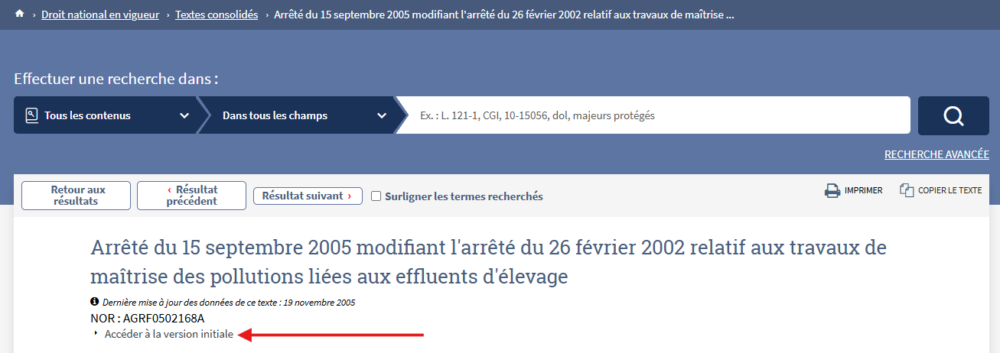 › Droit national en vigueur › Textes consolidés › Arrêté du 15 septembre 2005 modifiant l'arrêté du 26 février 2002 relatif aux travaux de maîtrise ...
Effectuer une recherche dans :
Tous les contenus
Dans tous les champs
Ex. : L. 121-1, CGI, 10-15056, dol, majeurs protégés
RECHERCHE AVANCÉE
Retour aux
résultats
‹ Résultat
précédent
Résultat suivant ›
Surligner les termes recherchés
IMPRIMER
COPIER LE TEXTE
Arrêté du 15 septembre 2005 modifiant l'arrêté du 26 février 2002 relatif aux travaux de
maîtrise des pollutions liées aux effluents d'élevage
Dernière mise à jour des données de ce texte : 19 novembre 2005
NOR : AGRF0502168A
Accéder à la version initiale